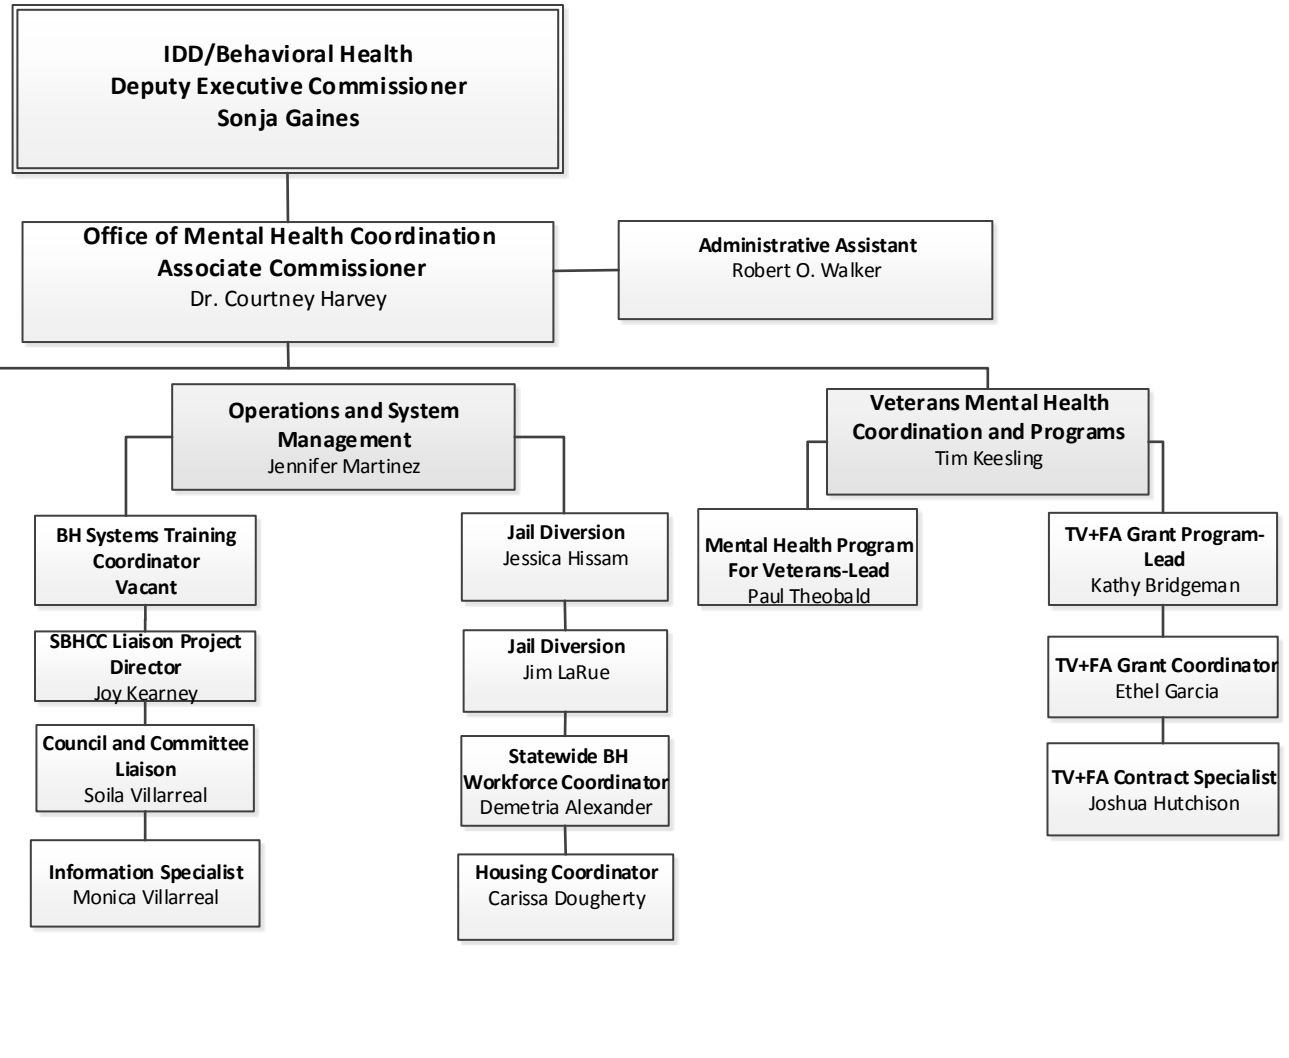 IDD/Behavioral Health
Deputy Executive Commissioner
Sonja Gaines
Office of Mental Health Coordination
Associate Commissioner
Dr. Courtney Harvey
Administrative Assistant
Robert O. Walker
Operations and System
Management
Jennifer Martinez
Veterans Mental Health
Coordination and Programs
Tim Keesling
BH Systems Training
Coordinator
Vacant
SBHCC Liaison Project
Director
Joy Kearney
Council and Committee
Liaison
Soila Villarreal
Information Specialist
Monica Villarreal
Jail Diversion
Jessica Hissam
Jail Diversion
Jim LaRue
Statewide BH
Workforce Coordinator
Demetria Alexander
Housing Coordinator
Carissa Dougherty
Mental Health Program
For Veterans-Lead
Paul Theobald
TV+FA Grant Program-
Lead
Kathy Bridgeman
TV+FA Grant Coordinator
Ethel Garcia
TV+FA Contract Specialist
Joshua Hutchison